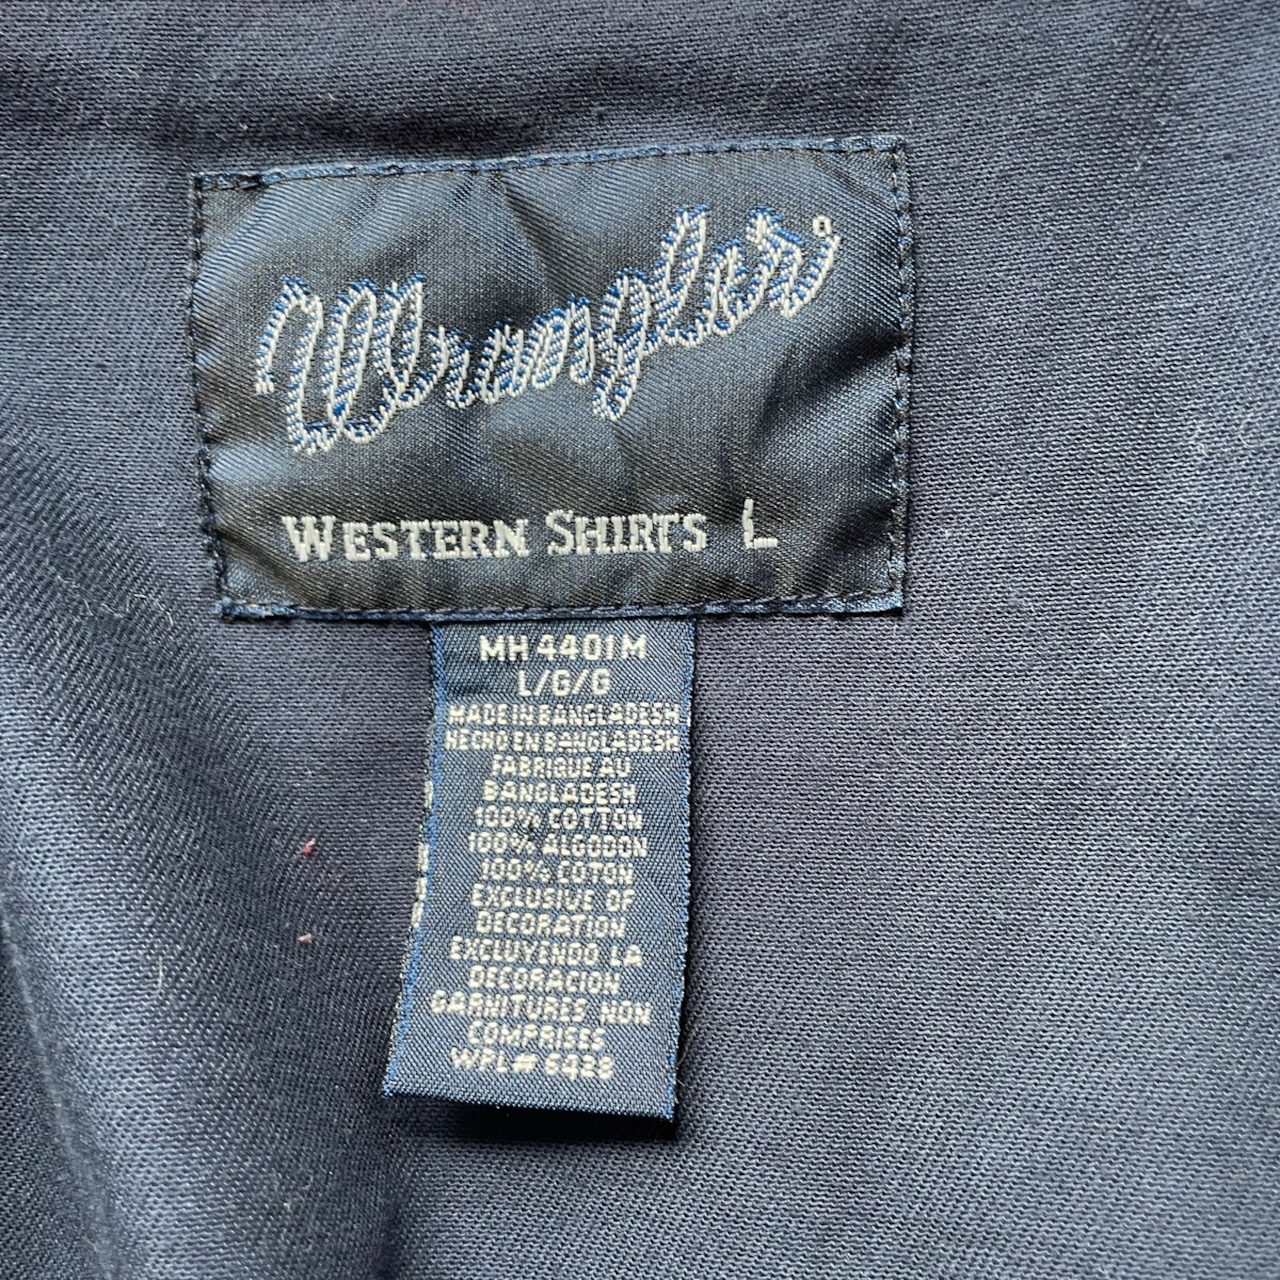 Wrangler®
WESTERN SHIRTS L
MH4401M
L/G/G
MADE IN BANGLADESH
HECHO EN BANGLADESH
FABRIQUE AU
BANGLADESH
100% COTTON
100% ALGODON
100% COTON
EXCLUSIVE OF
DECORATION
EXCLUYENDO LA
DECORACION
GARNITURES NON
COMPRISES
WPL# 6428